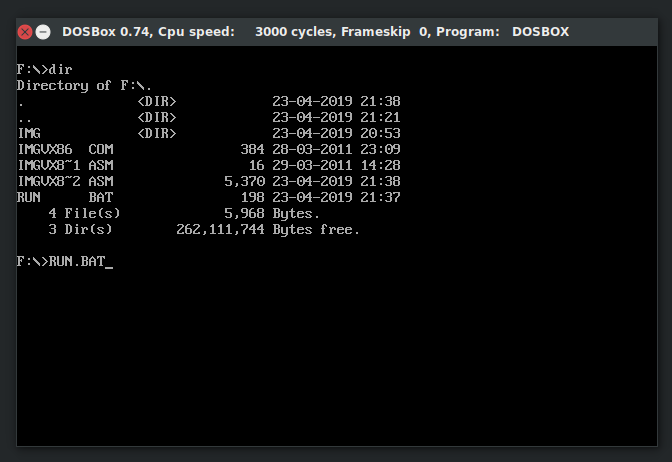 DOSBox 0.74, Cpu speed:    3000 cycles, Frameskip  0, Program:   DOSBOX
F:\>dir
Directory of F:\.
.              <DIR>            23-04-2019 21:38
..             <DIR>            23-04-2019 21:21
IMG            <DIR>            23-04-2019 20:53
IMGVX86  COM                384 28-03-2011 23:09
IMGVX8~1 ASM                 16 29-03-2011 14:28
IMGVX8~2 ASM              5,370 23-04-2019 21:38
RUN      BAT                198 23-04-2019 21:37
    4 File(s)             5,968 Bytes.
    3 Dir(s)        262,111,744 Bytes free.
F:\>RUN.BAT_